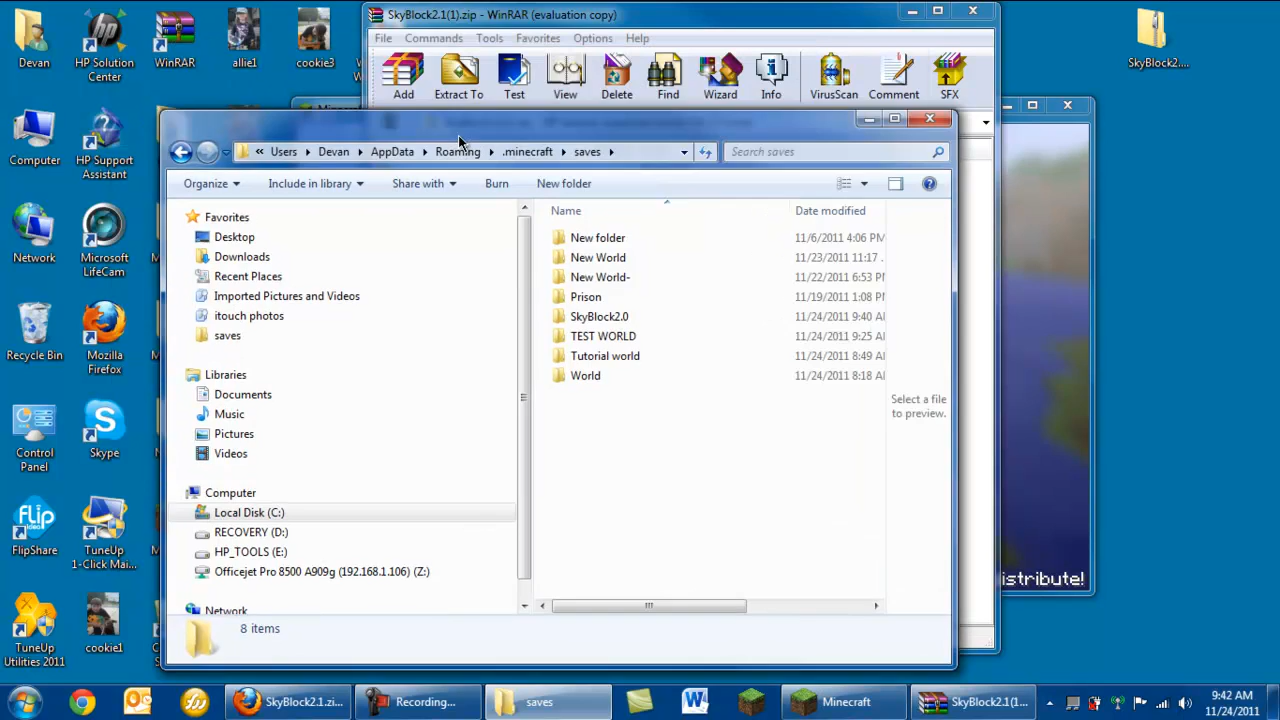 SkyBlock2.1(1).zip - WinRAR (evaluation copy)
File Commands Tools Favorites Options Help
Add Extract To Test View Delete Find Wizard Info VirusScan Comment SFX
Devan
HP Solution Center
WinRAR
allie1
cookie3
SkyBlock2....
Computer
HP Support Assistant
Network
Microsoft LifeCam
Recycle Bin
Mozilla Firefox
Control Panel
Skype
FlipShare
TuneUp 1-Click Mai...
TuneUp Utilities 2011
cookie1
« Users Devan AppData Roaming .minecraft saves
Search saves
Organize Include in library Share with Burn New folder
Favorites
Desktop
Downloads
Recent Places
Imported Pictures and Videos
itouch photos
saves
Libraries
Documents
Music
Pictures
Videos
Computer
Local Disk (C:)
RECOVERY (D:)
HP_TOOLS (E:)
Officejet Pro 8500 A909g (192.168.1.106) (Z:)
Network
Name Date modified
New folder 11/6/2011 4:06 PM
New World 11/23/2011 11:17 .
New World- 11/22/2011 6:53 P
Prison 11/19/2011 1:08 P
SkyBlock2.0 11/24/2011 9:40 A
TEST WORLD 11/24/2011 9:25 A
Tutorial world 11/24/2011 8:49 A
World 11/24/2011 8:18 A
Select a file to preview.
8 items
istribute!
SkyBlock2.1.zi...
Recording...
saves
Minecraft
SkyBlock2.1(1...
9:42 AM
11/24/2011